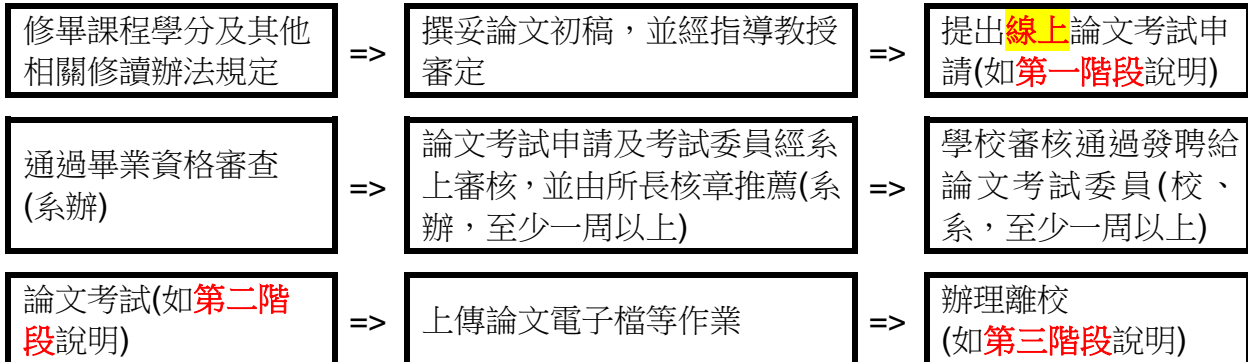 修畢課程學分及其他
相關修讀辦法規定
=>
撰妥論文初稿，並經指導教授
審定
=>
提出線上論文考試申
請(如第一階段說明)
通過畢業資格審查
(系辦)
=>
論文考試申請及考試委員經系
上審核，並由所長核章推薦(系
辦，至少一周以上)
=>
學校審核通過發聘給
論文考試委員(校、
系，至少一周以上)
論文考試(如第二階
段說明)
=>
上傳論文電子檔等作業
=>
辦理離校
(如第三階段說明)